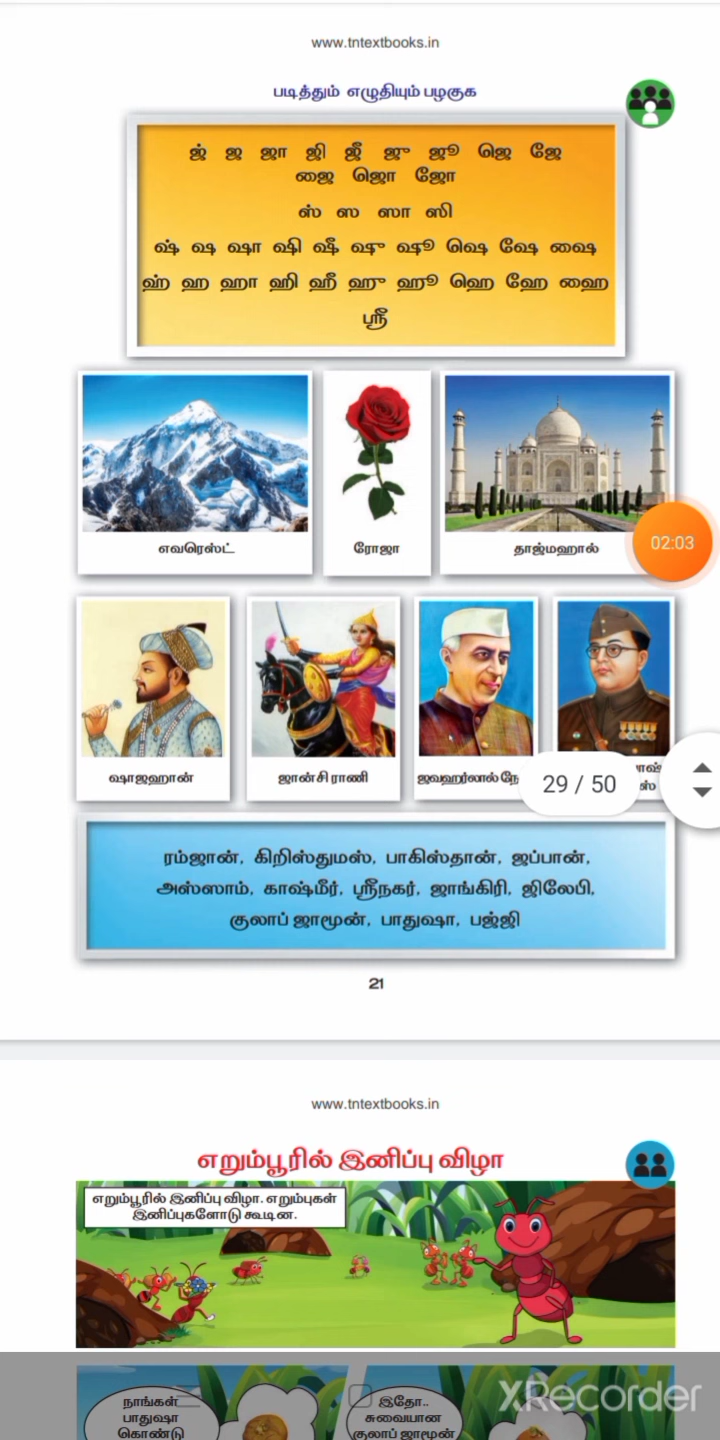 www.tntextbooks.in
படித்தும் எழுதியும் பழகுக
ஜ் ஜ ஜா ஜி ஜீ ஜு ஜூ ஜெ ஜே
ஜை ஜொ ஜோ
ஸ் ஸ ஸா ஸி
ஷ் ஷ ஷா ஷி ஷீ ஷு ஷூ ஷெ ஷே ஷை
ஹ் ஹ ஹா ஹி ஹீ ஹு ஹூ ஹெ ஹே ஹை
ஸ்ரீ
எவரெஸ்ட் ரோஜா தாஜ்மஹால்
02:03
ஷாஜஹான் ஜான்சி ராணி ஜவஹர்லால்
29 / 50
ரம்ஜான், கிறிஸ்துமஸ், பாகிஸ்தான், ஜப்பான்,
அஸ்ஸாம், காஷ்மீர், ஸ்ரீநகர், ஜாங்கிரி, ஜிலேபி,
குலாப் ஜாமூன், பாதுஷா, பஜ்ஜி
21
www.tntextbooks.in
எறும்பூரில் இனிப்பு விழா
எறும்பூரில் இனிப்பு விழா. எறும்புகள்
இனிப்புகளோடு கூடின.
நாங்கள்
பாதுஷா
கொண்டு
இதோ..
சுவையான
குலாப் ஜாமூன்
XRecorder